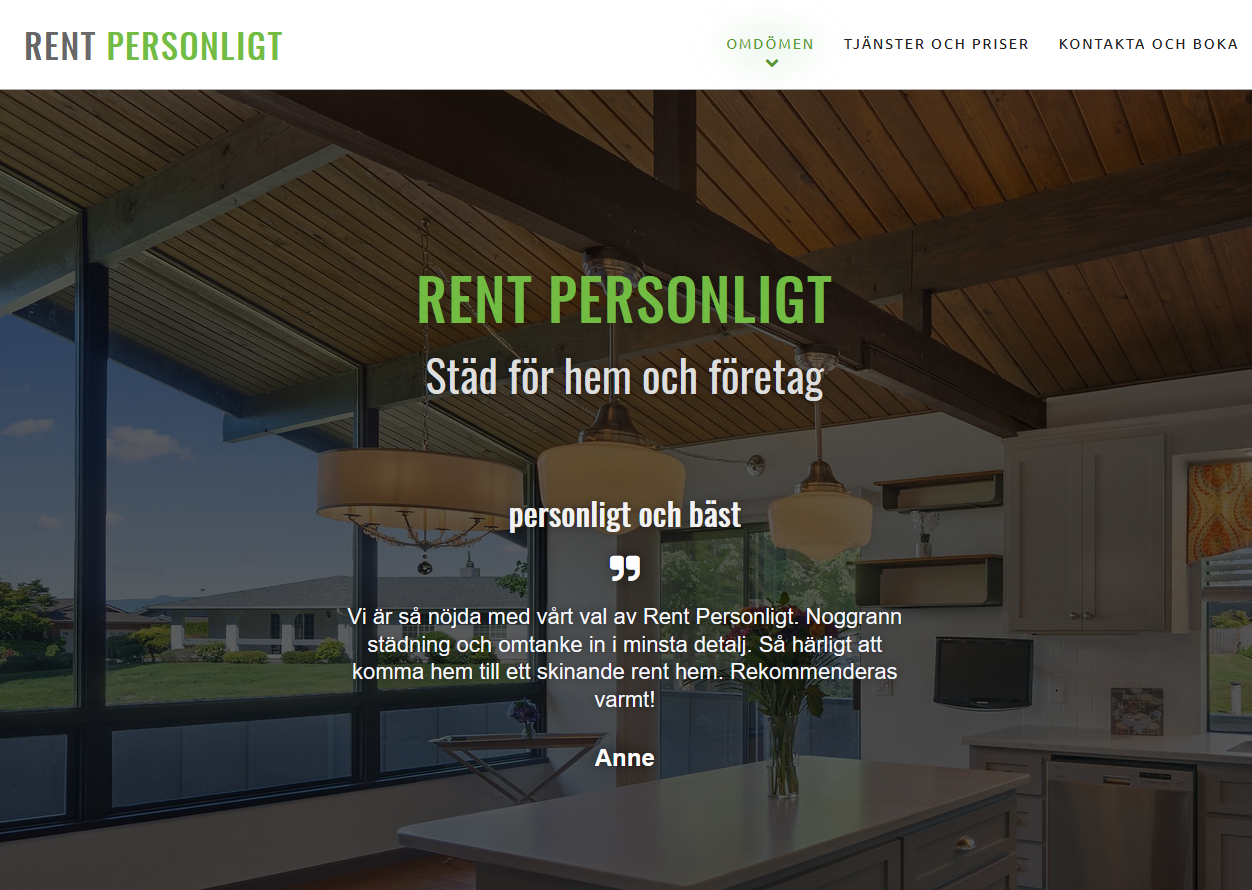 RENT PERSONLIGT
OMDÖMEN
TJÄNSTER OCH PRISER
KONTAKTA OCH BOKA
RENT PERSONLIGT
Städ för hem och företag
personligt och bäst
”
Vi är så nöjda med vårt val av Rent Personligt. Noggrann
städning och omtanke in i minsta detalj. Så härligt att
komma hem till ett skinande rent hem. Rekommenderas
varmt!
Anne